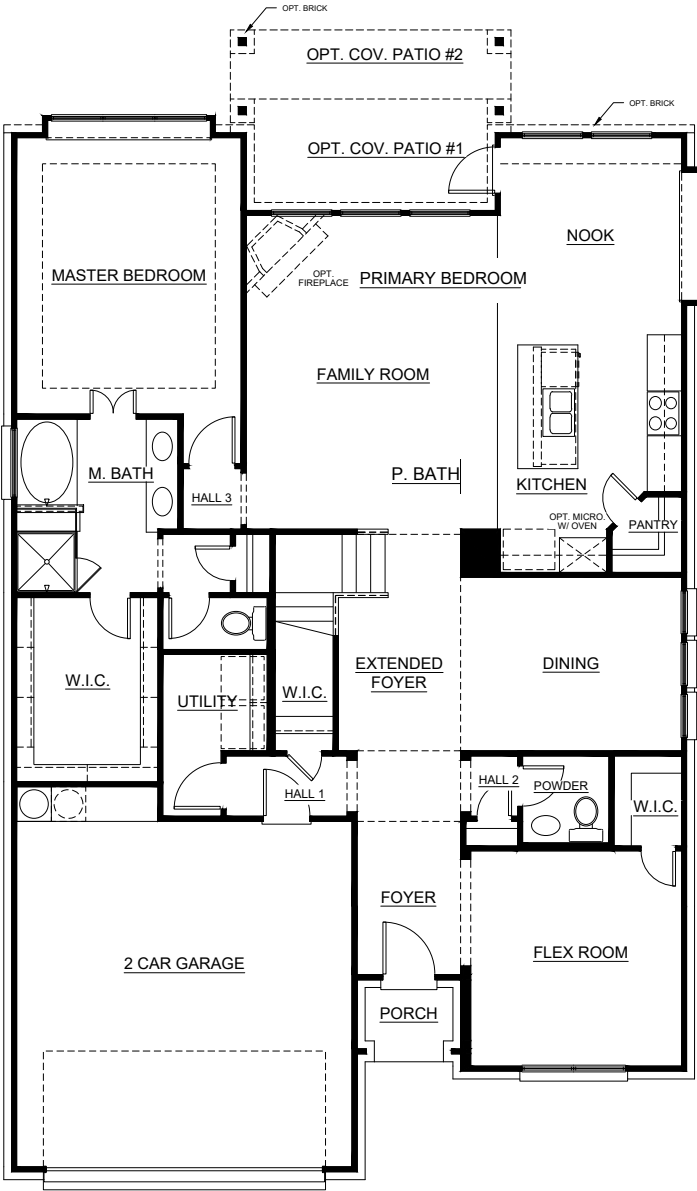 OPT. BRICK
OPT. COV. PATIO #2
OPT. BRICK
OPT. COV. PATIO #1
NOOK
MASTER BEDROOM
OPT.
FIREPLACE
PRIMARY BEDROOM
FAMILY ROOM
M. BATH
P. BATH
KITCHEN
HALL 3
OPT. MICRO.
W/ OVEN
PANTRY
W.I.C.
UTILITY
W.I.C.
EXTENDED
FOYER
DINING
HALL 1
HALL 2
POWDER
W.I.C.
FOYER
2 CAR GARAGE
FLEX ROOM
PORCH